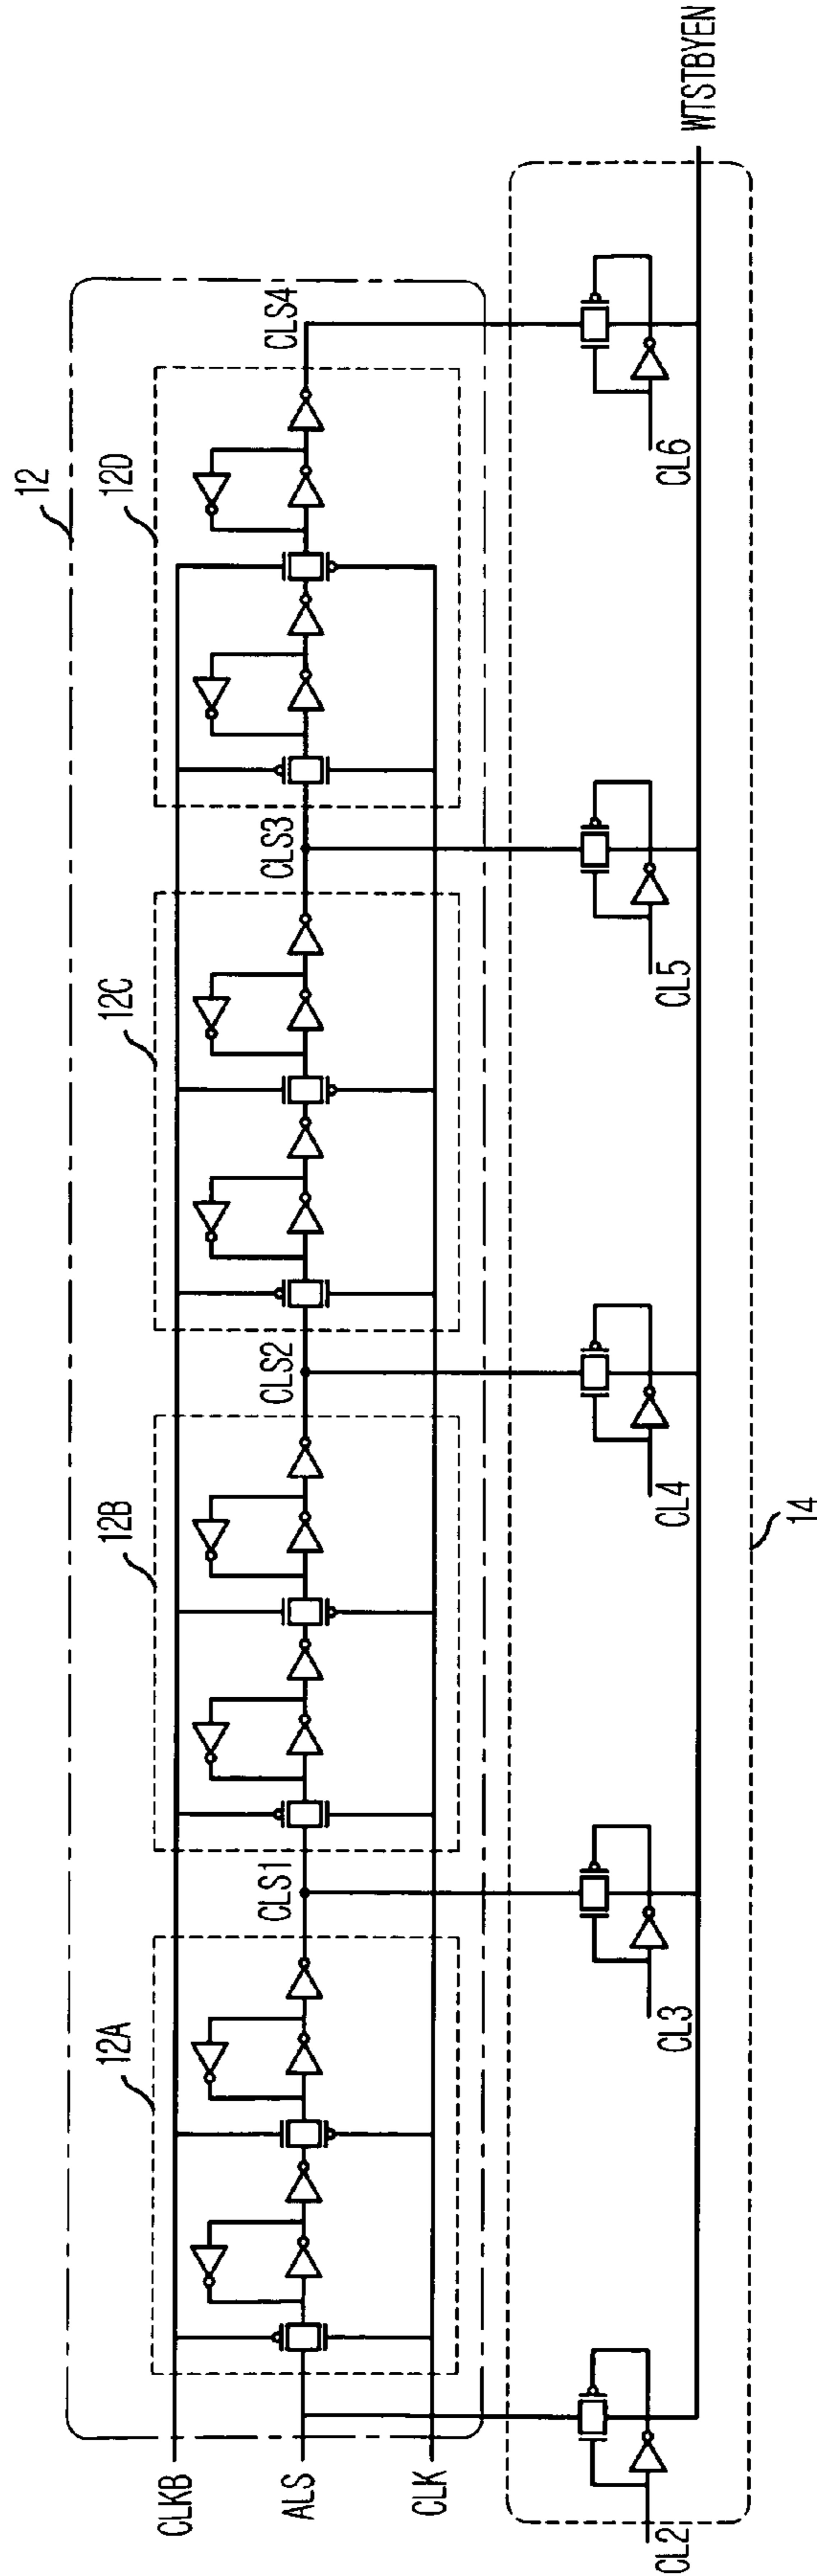 12
12A
12B
12C
12D
CLKB
ALS
CLK
CLS1
CLS2
CLS3
CLS4
CL2
CL3
CL4
CL5
CL6
WTSTBYEN
14